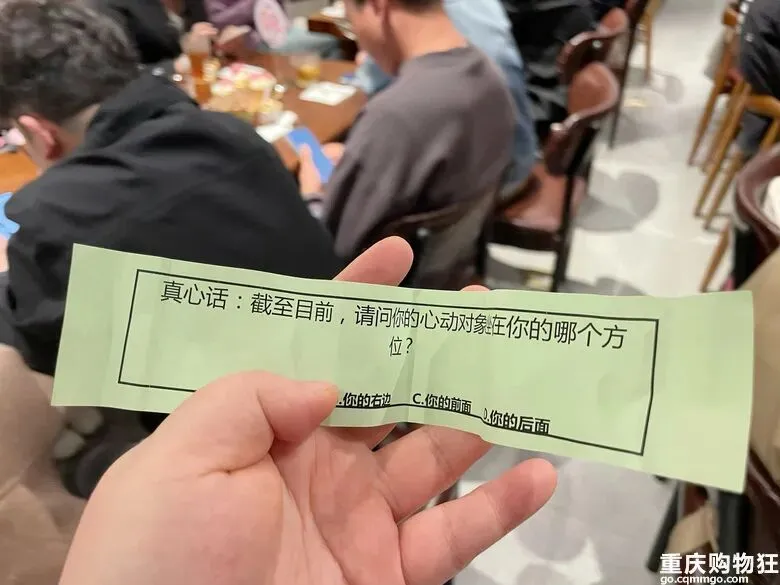 真心话：截至目前，请问你的心动对象在你的哪个方
位？
.你的右边 C.你的前面 D.你的后面
重庆购物狂
go.cqmmgo.com